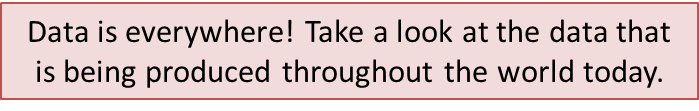 Data is everywhere! Take a look at the data that
is being produced throughout the world today.